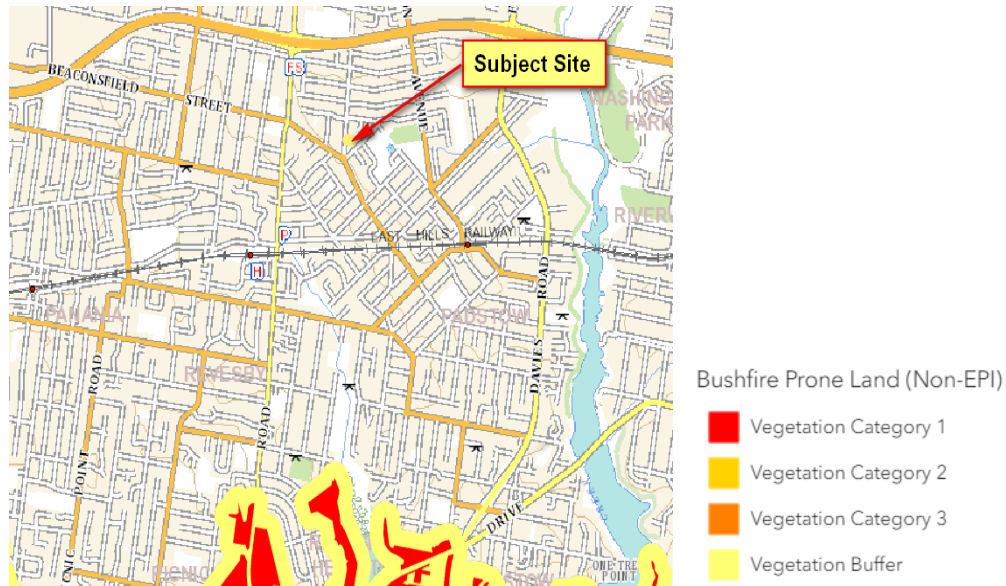 FS
Subject Site
BEACONSFIELD
STREET
AVENUE
WASHING
PARK
RIVER
EAST HILLS RAILWAY
P
H
PANANIA
PADSTOW
REVESBY
ROAD
DAVIES
POINT ROAD
ROAD
DRIVE
ONE TREE
POINT
PICNIC
Bushfire Prone Land (Non-EPI)
Vegetation Category 1
Vegetation Category 2
Vegetation Category 3
Vegetation Buffer